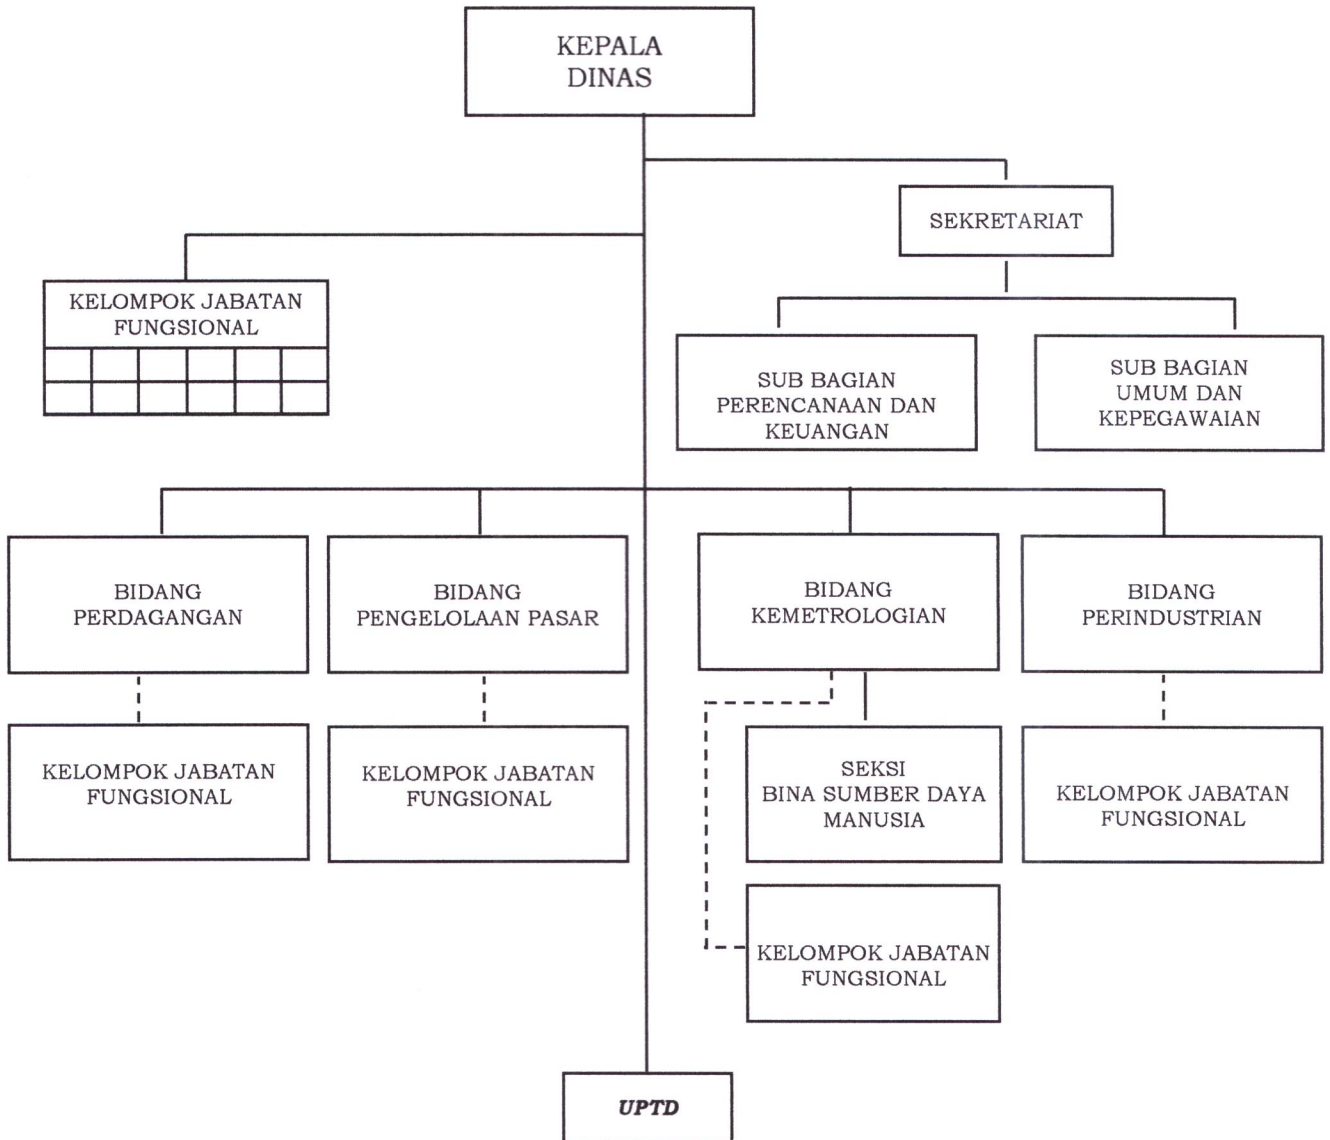 KEPALA
DINAS
SEKRETARIAT
KELOMPOK JABATAN
FUNGSIONAL
SUB BAGIAN
PERENCANAAN DAN
KEUANGAN
SUB BAGIAN
UMUM DAN
KEPEGAWAIAN
BIDANG
PERDAGANGAN
BIDANG
PENGELOLAAN PASAR
BIDANG
KEMETROLOGIAN
BIDANG
PERINDUSTRIAN
KELOMPOK JABATAN
FUNGSIONAL
KELOMPOK JABATAN
FUNGSIONAL
SEKSI
BINA SUMBER DAYA
MANUSIA
KELOMPOK JABATAN
FUNGSIONAL
KELOMPOK JABATAN
FUNGSIONAL
UPTD